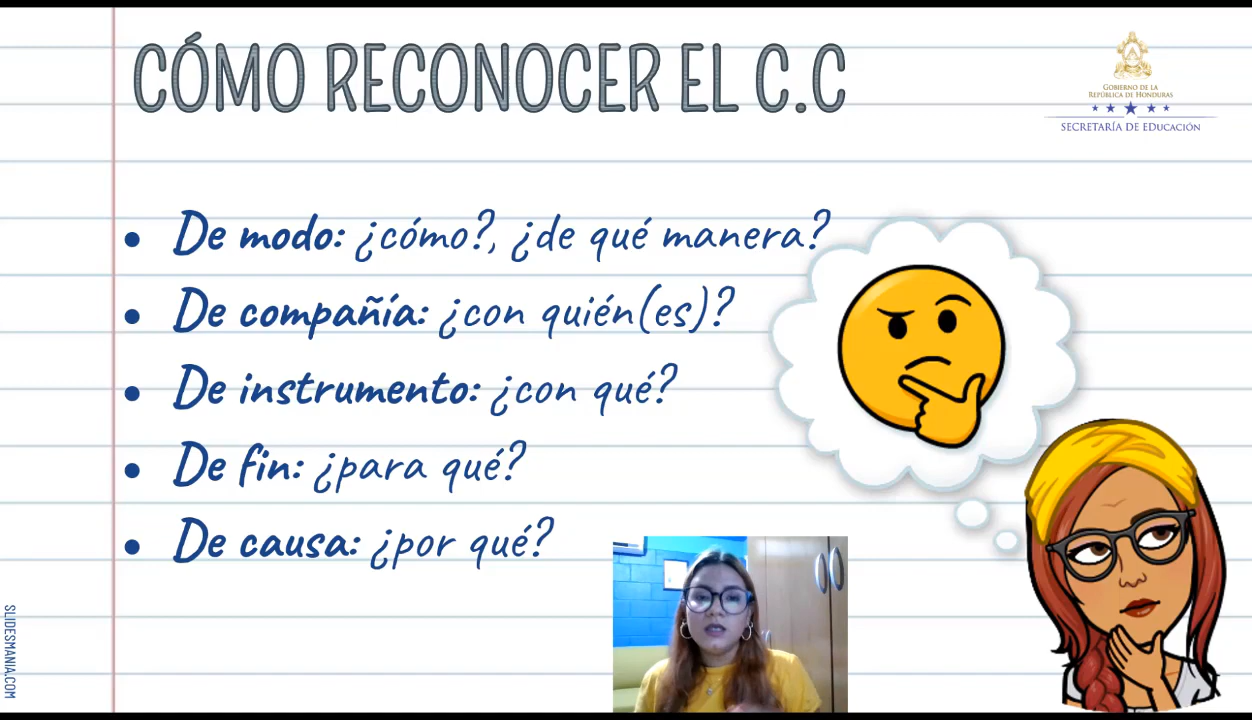 CÓMO RECONOCER EL C.C
GOBIERNO DE LA
REPÚBLICA DE HONDURAS
SECRETARÍA DE EDUCACIÓN
• De modo: ¿cómo?, ¿de qué manera?
• De compañía: ¿con quién(es)?
• De instrumento: ¿con qué?
• De fin: ¿para qué?
• De causa: ¿por qué?
SLIDESMANIA.COM